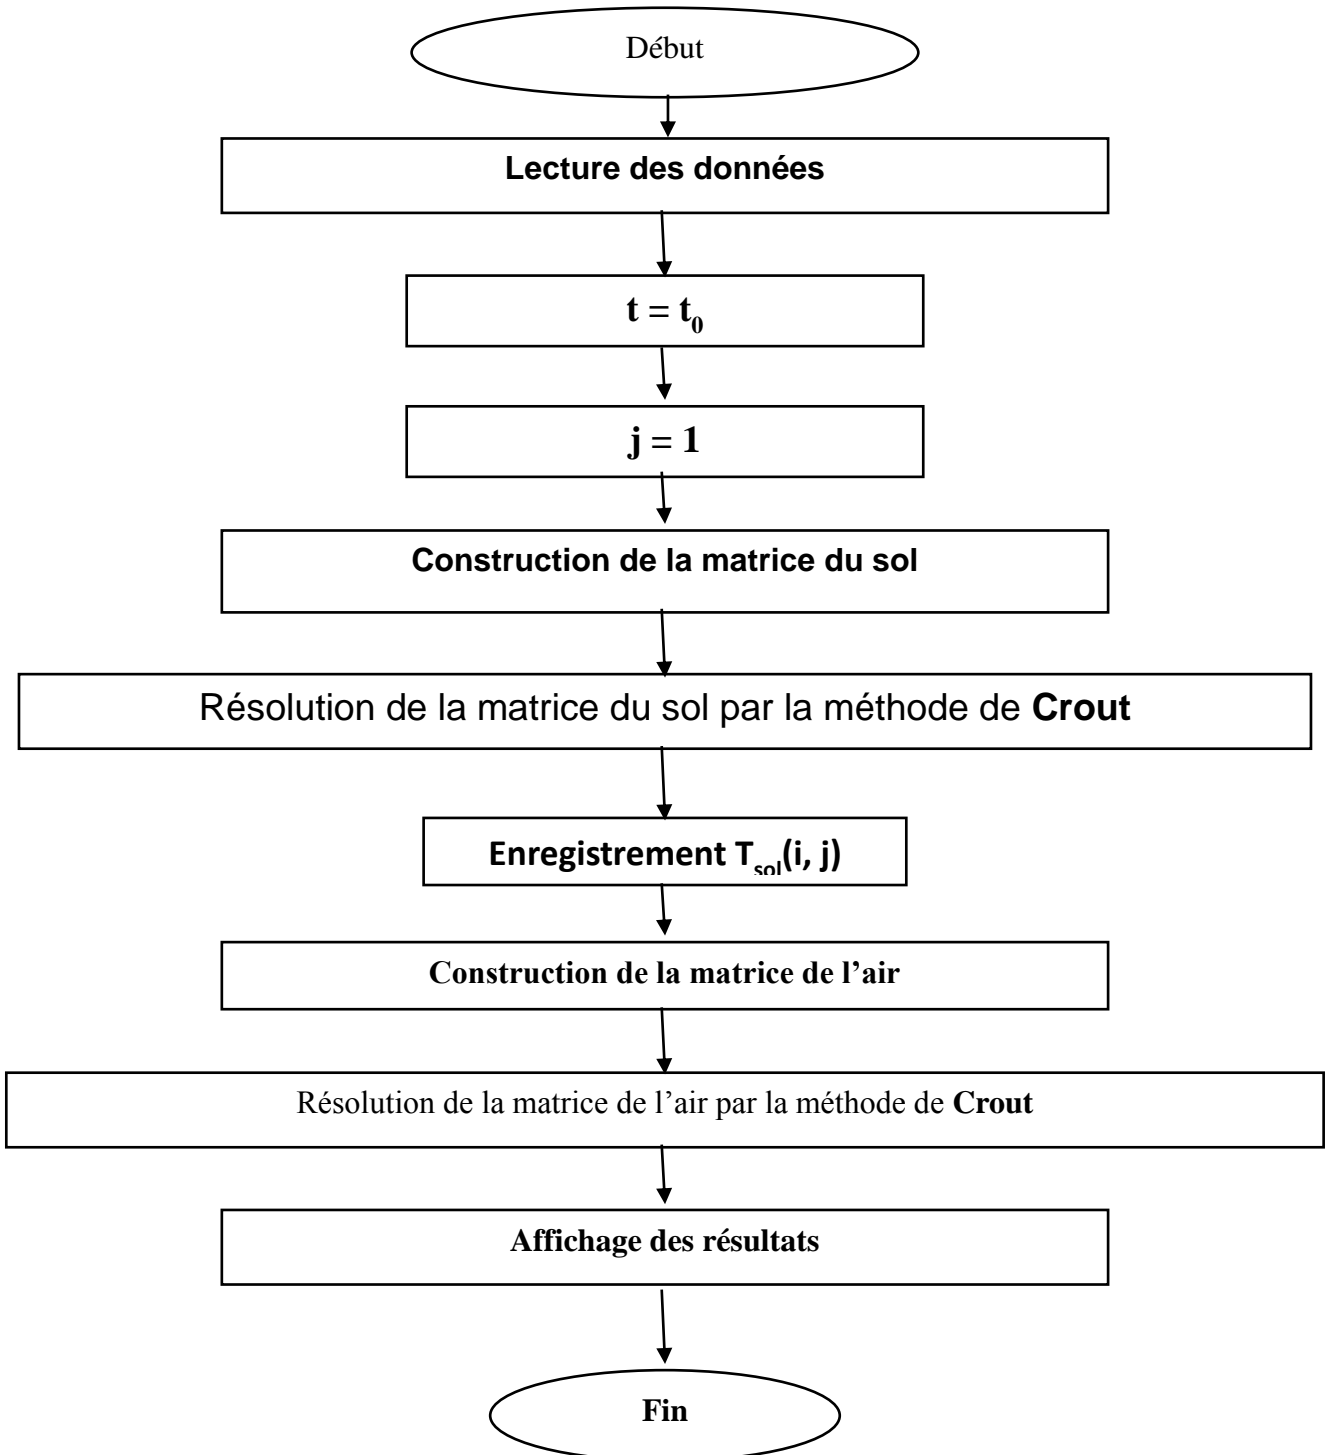 Début
Lecture des données
t = t₀
j = 1
Construction de la matrice du sol
Résolution de la matrice du sol par la méthode de Crout
Enregistrement T_sol(i, j)
Construction de la matrice de l’air
Résolution de la matrice de l’air par la méthode de Crout
Affichage des résultats
Fin